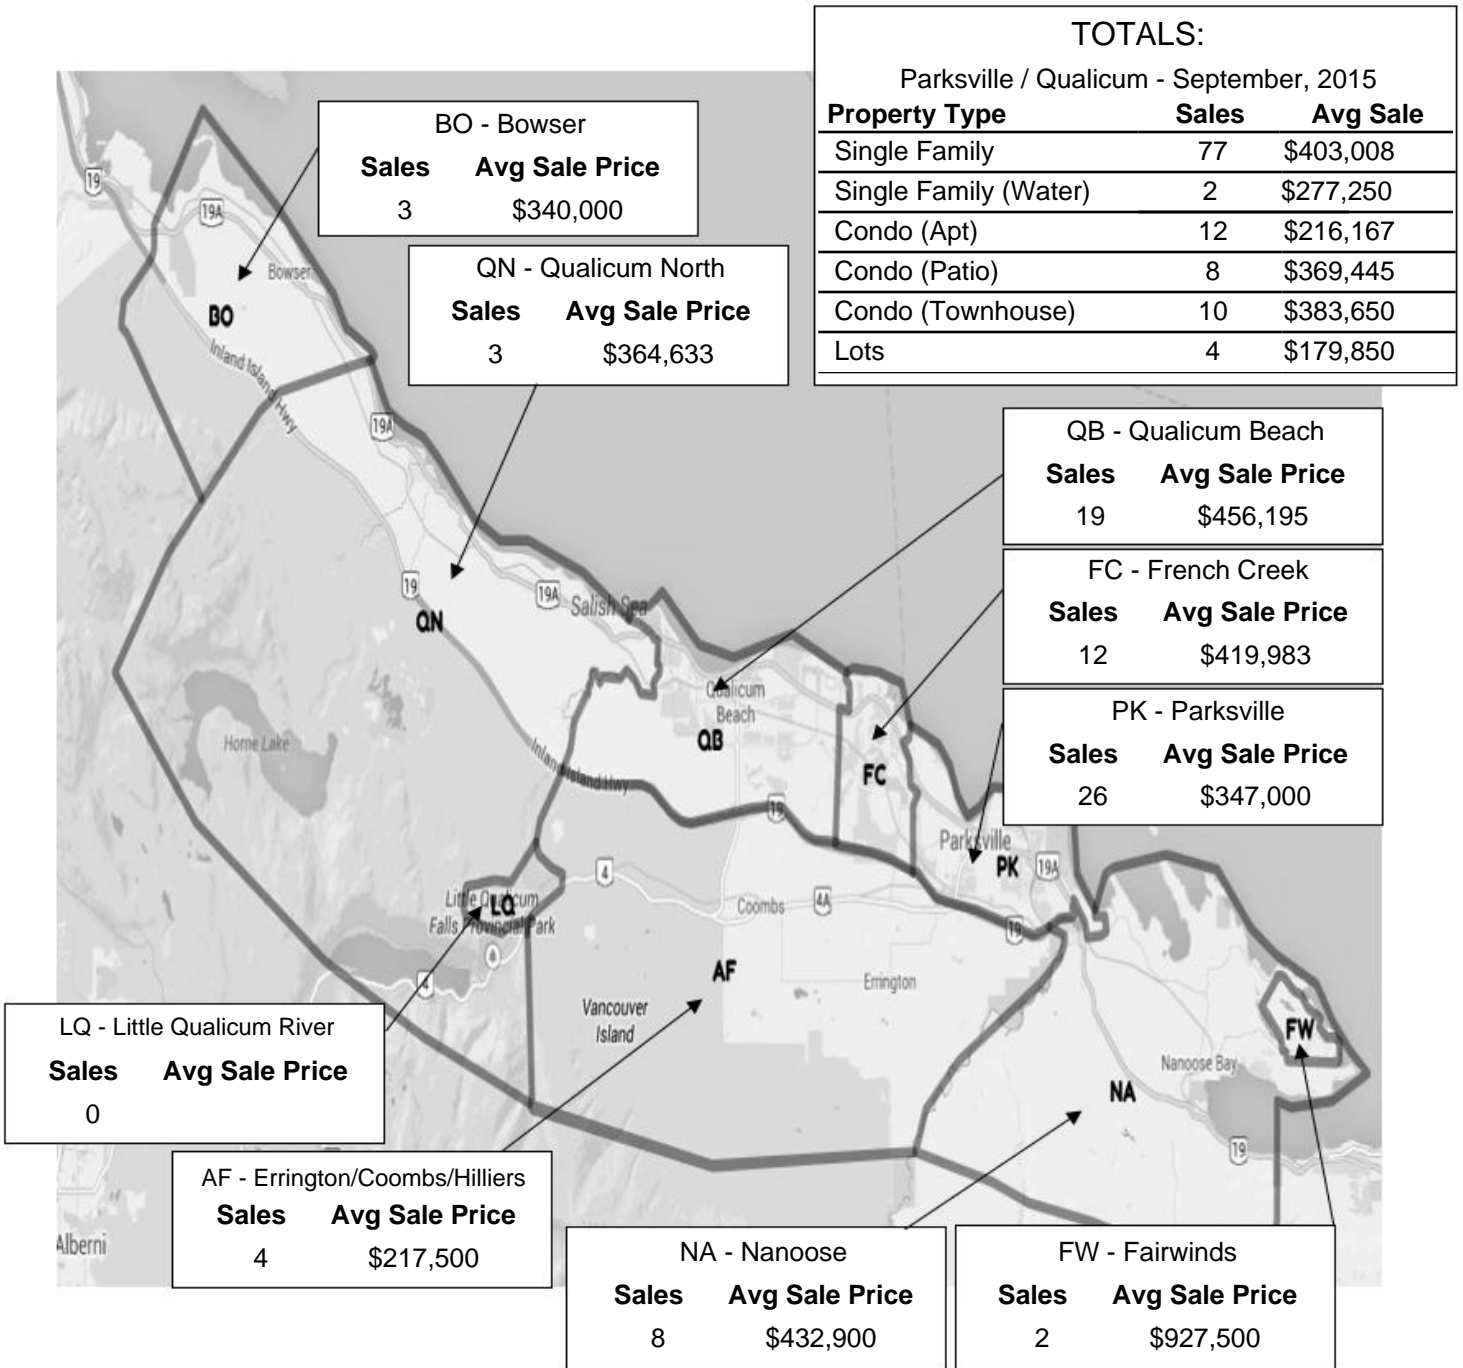 TOTALS:
Parksville / Qualicum - September, 2015
Property Type Sales Avg Sale
Single Family 77 $403,008
Single Family (Water) 2 $277,250
Condo (Apt) 12 $216,167
Condo (Patio) 8 $369,445
Condo (Townhouse) 10 $383,650
Lots 4 $179,850
BO - Bowser
Sales Avg Sale Price
3 $340,000
QN - Qualicum North
Sales Avg Sale Price
3 $364,633
QB - Qualicum Beach
Sales Avg Sale Price
19 $456,195
FC - French Creek
Sales Avg Sale Price
12 $419,983
PK - Parksville
Sales Avg Sale Price
26 $347,000
LQ - Little Qualicum River
Sales Avg Sale Price
0
AF - Errington/Coombs/Hilliers
Sales Avg Sale Price
4 $217,500
NA - Nanoose
Sales Avg Sale Price
8 $432,900
FW - Fairwinds
Sales Avg Sale Price
2 $927,500
19
19A
Bowser
BO
Inland Island Hwy
19A
19
QN
19A
Salish Sea
Qualicum
Beach
QB
Horne Lake
Inland Island Hwy
FC
19
Parksville
PK
19A
4
Little Qualicum
Falls Provincial Park
LQ
Coombs
4A
19
4
AF
Errington
Vancouver
Island
FW
Nanoose Bay
NA
19
Alberni